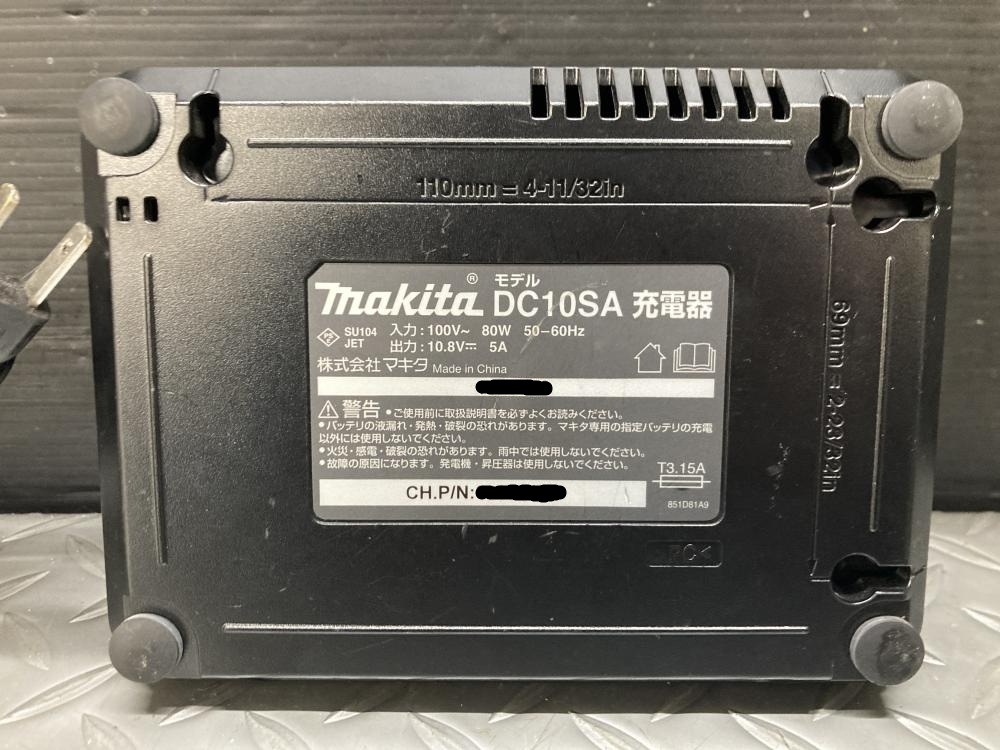 110mm = 4-11/32in
69mm = 2-23/32in
makita® モデル DC10SA 充電器
PS E SU104 JET
入力:100V~ 80W 50-60Hz
出力:10.8V⎓ 5A
株式会社マキタ Made in China
⚠警告 •ご使用前に取扱説明書を必ずよくお読みください。
•バッテリの液漏れ・発熱・破裂の恐れがあります。マキタ専用の指定バッテリの充電
以外には使用しないでください。
•火災・感電・破裂の恐れがあります。雨中では使用しないでください。
•故障の原因になります。発電機・昇圧器は使用しないでください。
T3.15A
CH.P/N:
851D81A9
>PC<